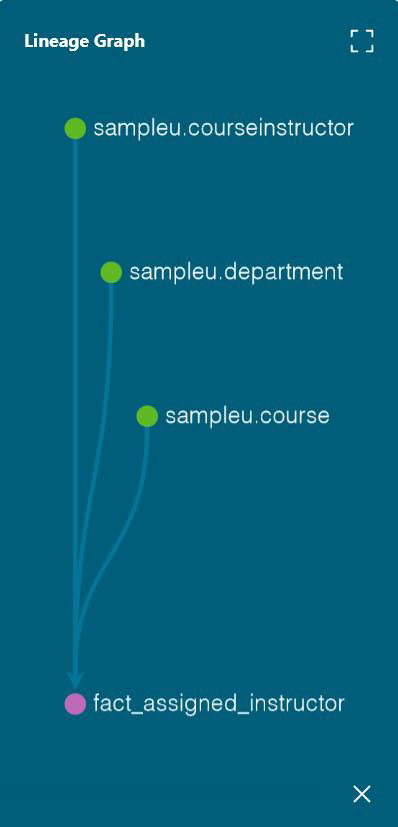 Lineage Graph
sampleu.courseinstructor
sampleu.department
sampleu.course
fact_assigned_instructor